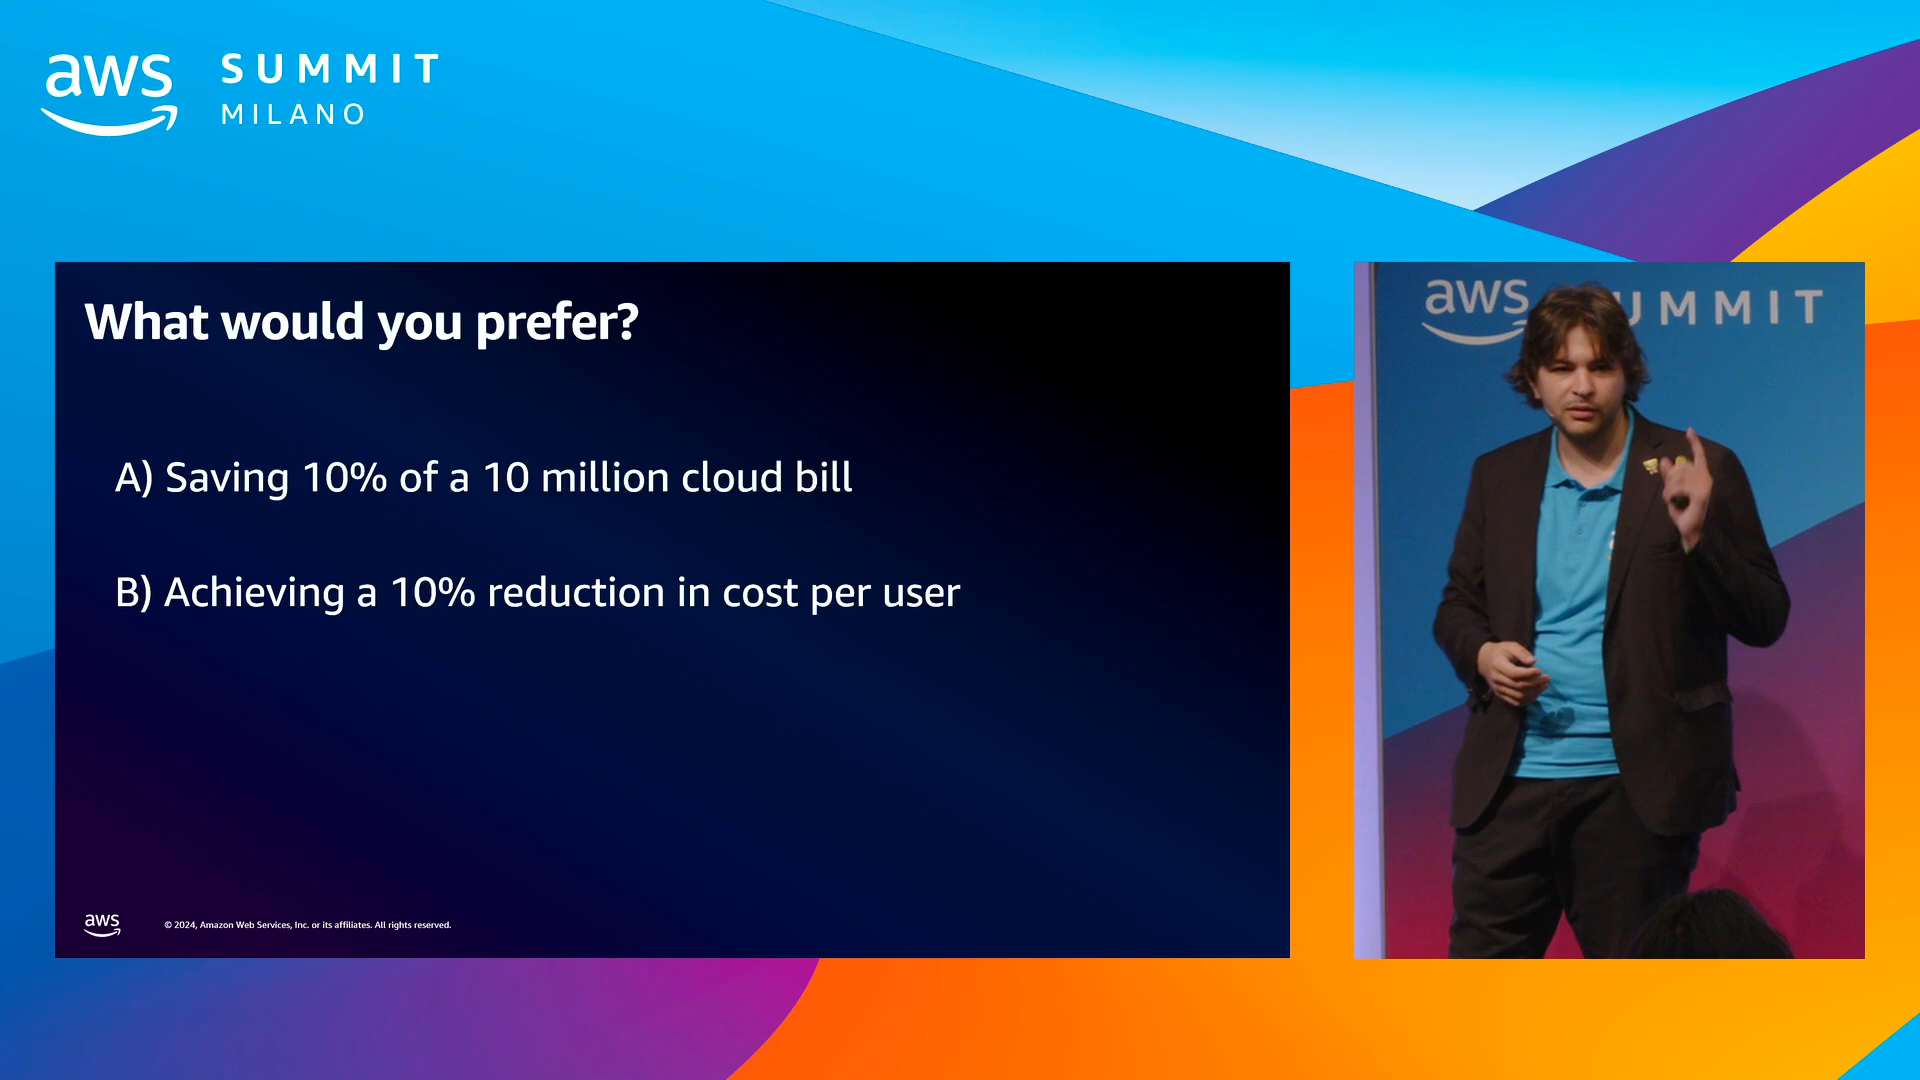 aws
SUMMIT
MILANO
What would you prefer?
A) Saving 10% of a 10 million cloud bill
B) Achieving a 10% reduction in cost per user
aws
© 2024, Amazon Web Services, Inc. or its affiliates. All rights reserved.
aws
UMMIT